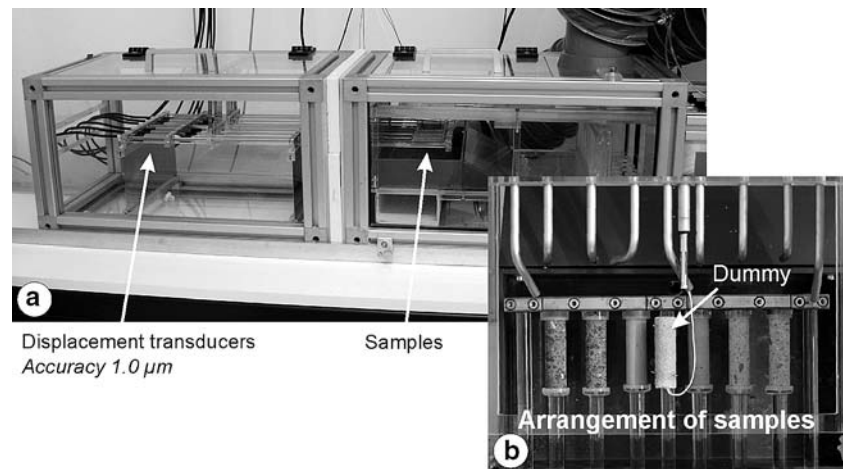 a
Displacement transducers
Accuracy 1.0 µm
Samples
Dummy
Arrangement of samples
b